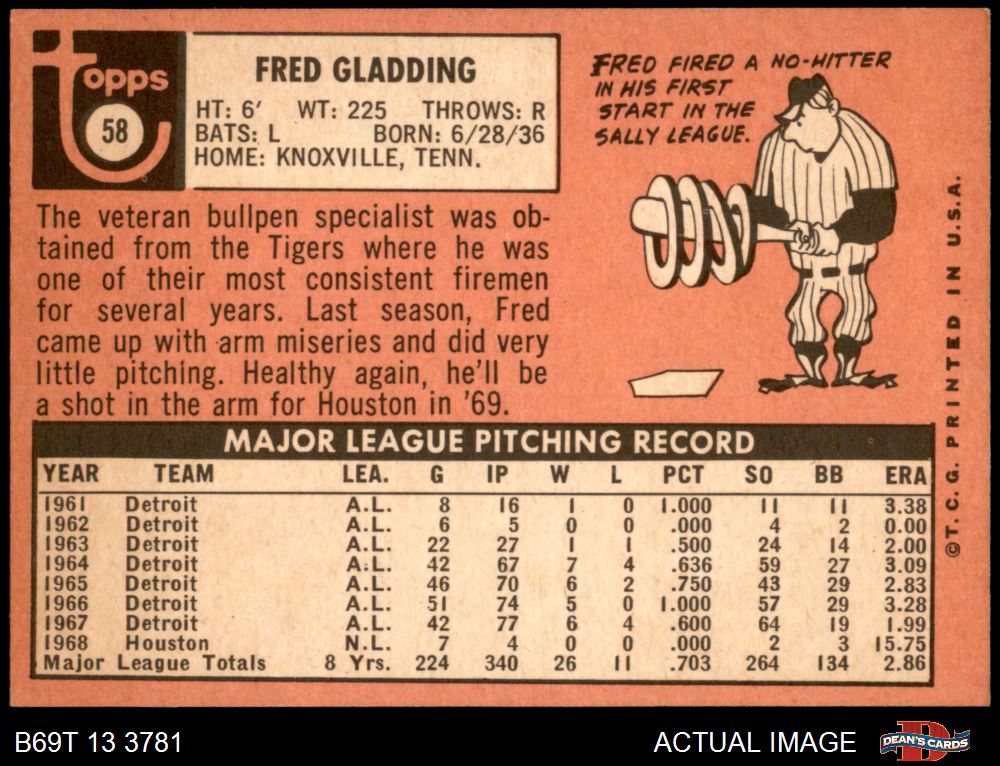 Topps
58
FRED GLADDING
HT: 6' WT: 225 THROWS: R
BATS: L BORN: 6/28/36
HOME: KNOXVILLE, TENN.
FRED FIRED A NO-HITTER
IN HIS FIRST
START IN THE
SALLY LEAGUE.
The veteran bullpen specialist was ob-
tained from the Tigers where he was
one of their most consistent firemen
for several years. Last season, Fred
came up with arm miseries and did very
little pitching. Healthy again, he'll be
a shot in the arm for Houston in '69.
MAJOR LEAGUE PITCHING RECORD
YEAR TEAM LEA. G IP W L PCT SO BB ERA
1961 Detroit A.L. 8 16 1 0 1.000 11 11 3.38
1962 Detroit A.L. 6 5 0 0 .000 4 2 0.00
1963 Detroit A.L. 22 27 1 1 .500 24 14 2.00
1964 Detroit A.L. 42 67 7 4 .636 59 27 3.09
1965 Detroit A.L. 46 70 6 2 .750 43 29 2.83
1966 Detroit A.L. 51 74 5 0 1.000 57 29 3.28
1967 Detroit A.L. 42 77 6 4 .600 64 19 1.99
1968 Houston N.L. 7 4 0 0 .000 2 3 15.75
Major League Totals 8 Yrs. 224 340 26 11 .703 264 134 2.86
©T.C.G. PRINTED IN U.S.A.
B69T 13 3781
ACTUAL IMAGE
D
DEAN'S CARDS